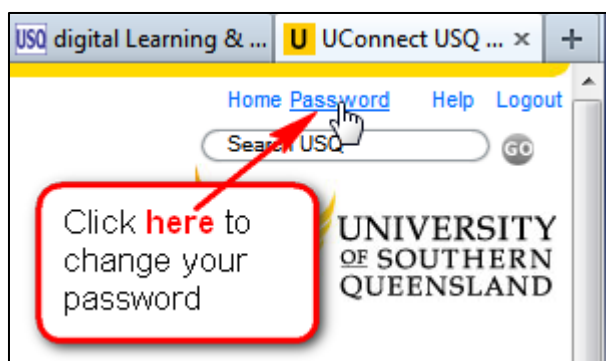 USQ digital Learning & ... U UConnect USQ ... × +
Home Password Help Logout
Search USQ GO
Click here to
change your
password
UNIVERSITY
OF SOUTHERN
QUEENSLAND